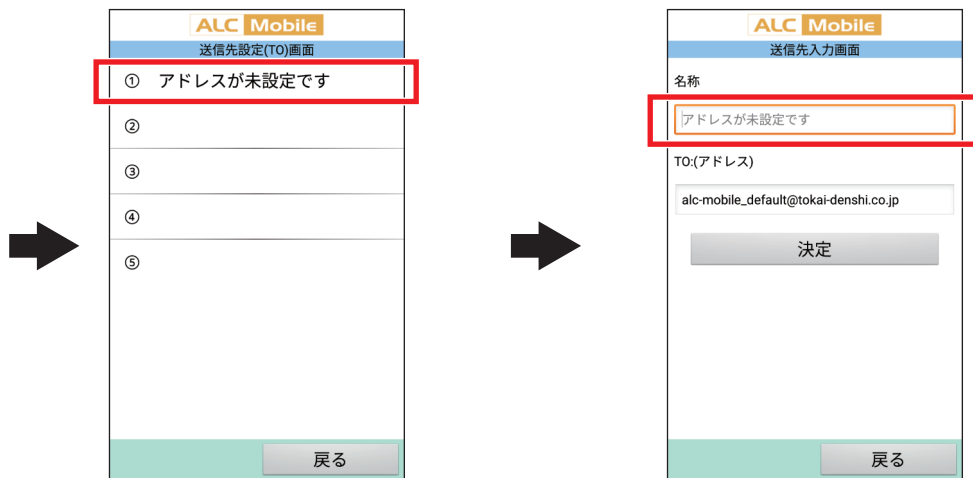 ALC Mobile
送信先設定(TO)画面
① アドレスが未設定です
②
③
④
⑤
戻る
ALC Mobile
送信先入力画面
名称
アドレスが未設定です
TO:(アドレス)
alc-mobile_default@tokai-denshi.co.jp
決定
戻る